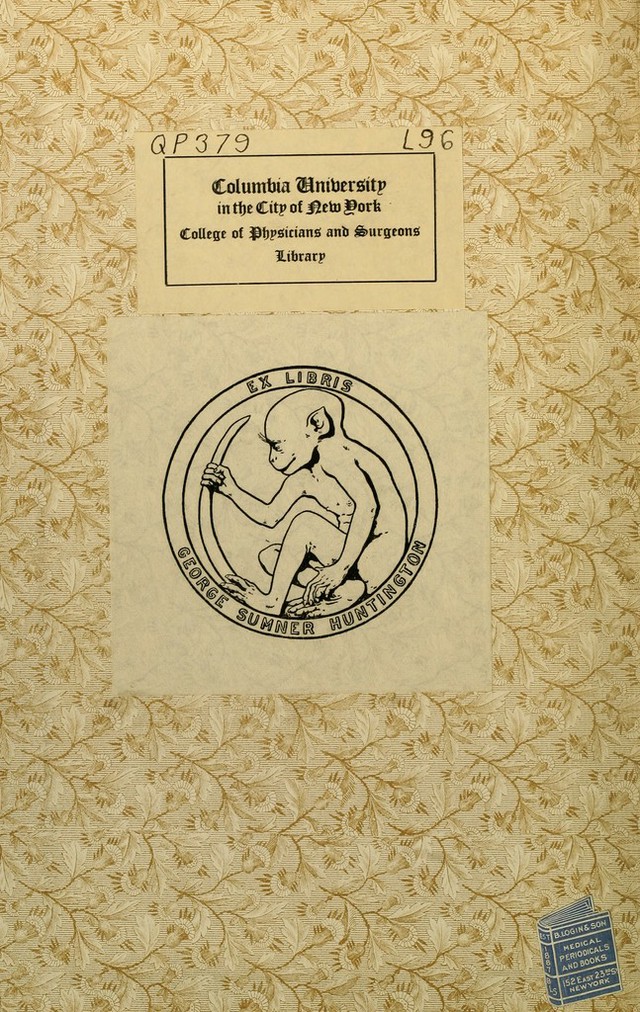 QP379 L96
Columbia University
in the City of New York
College of Physicians and Surgeons
Library
EX LIBRIS
GEORGE SUMNER HUNTINGTON
B. LOGIN & SON
MEDICAL
PERIODICALS
AND BOOKS
152 EAST 23RD ST.
NEW YORK